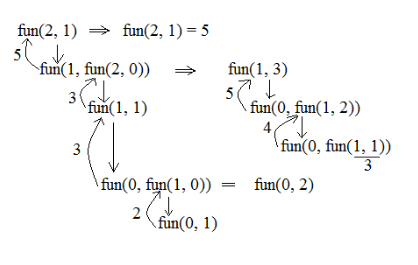 fun(2, 1) ⇒ fun(2, 1) = 5
5
fun(1, fun(2, 0)) ⇒ fun(1, 3)
3 5
fun(1, 1) fun(0, fun(1, 2))
4
3 fun(0, fun(1, 1))
3
fun(0, fun(1, 0)) = fun(0, 2)
2
fun(0, 1)